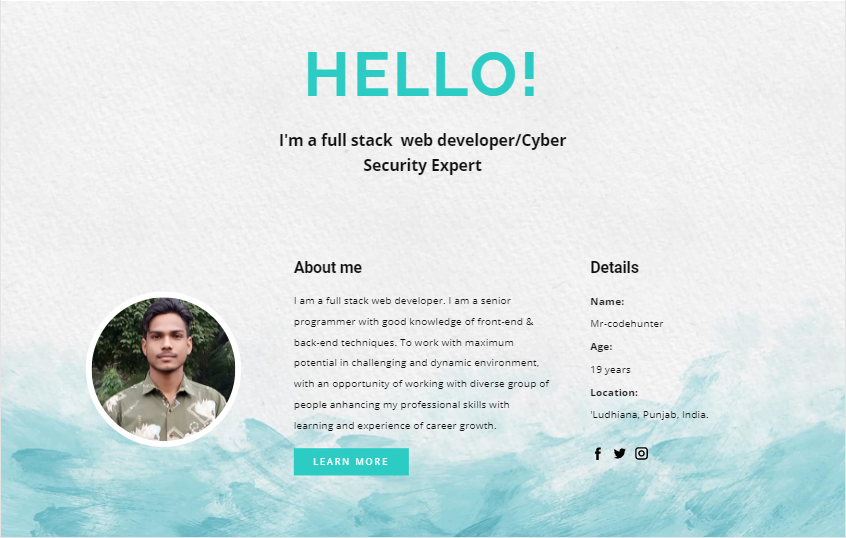 HELLO!
I'm a full stack  web developer/Cyber
Security Expert
About me
I am a full stack web developer. I am a senior
programmer with good knowledge of front-end &
back-end techniques. To work with maximum
potential in challenging and dynamic environment,
with an opportunity of working with diverse group of
people enhancing my professional skills with
learning and experience of career growth.
LEARN MORE
Details
Name:
Mr-codehunter
Age:
19 years
Location:
'Ludhiana, Punjab, India.